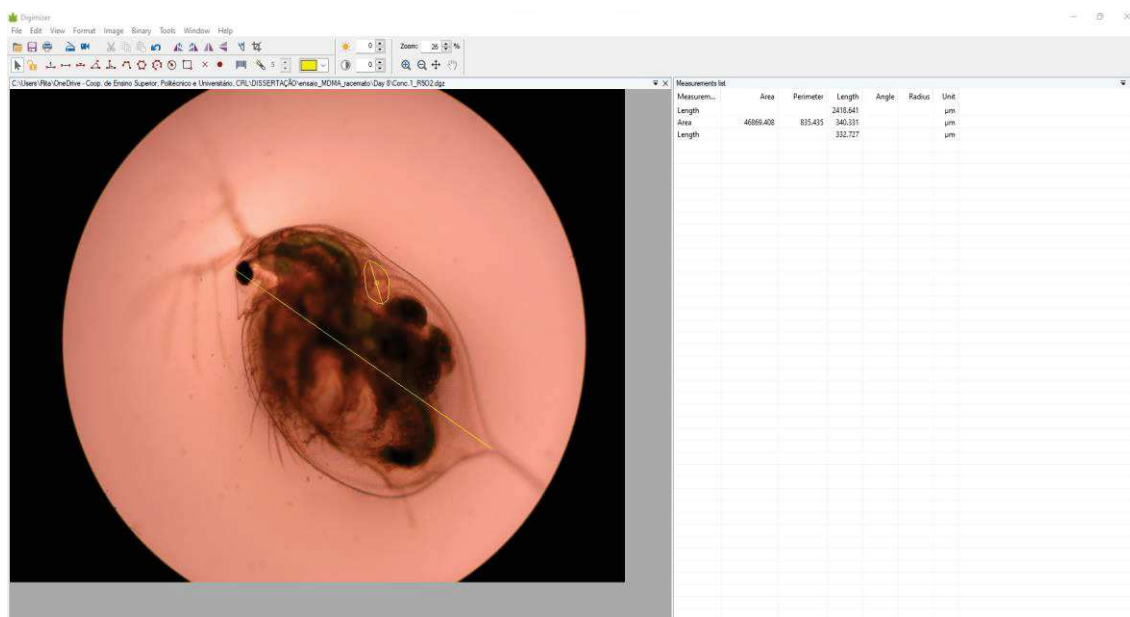 Digimizer
File Edit View Format Image Binary Tools Window Help
0 Zoom: 26 %
5 0
C:\Users\Rita\OneDrive - Coop. de Ensino Superior, Politécnico e Universitário, CRL\DISSERTAÇÃO\ensaio_MDMA_racemato\Day 8\Conc.1_R5O2.dgz
Measurements list
Measurem... Area Perimeter Length Angle Radius Unit
Length 2418.641 µm
Area 46869.408 835.435 340.331 µm
Length 332.727 µm